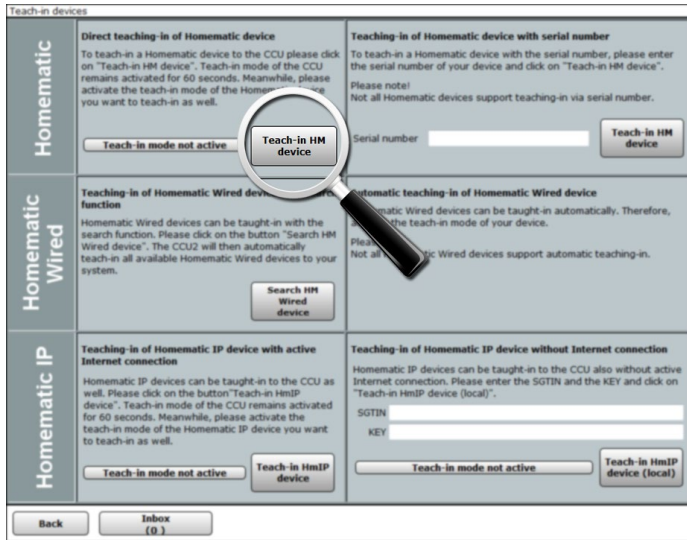 Teach-in devices
Homematic
Direct teaching-in of Homematic device
To teach-in a Homematic device to the CCU please click
on "Teach-in HM device". Teach-in mode of the CCU
remains activated for 60 seconds. Meanwhile, please
activate the teach-in mode of the Homematic device
you want to teach-in as well.
Teach-in mode not active
Teach-in HM
device
Teaching-in of Homematic device with serial number
To teach-in a Homematic device with the serial number, please enter
the serial number of your device and click on "Teach-in HM device".
Please note!
Not all Homematic devices support teaching-in via serial number.
Serial number
Teach-in HM
device
Homematic
Wired
Teaching-in of Homematic Wired
function
Homematic Wired devices can be taught-in with the
search function. Please click on the button "Search HM
Wired device". The CCU2 will then automatically
teach-in all available Homematic Wired devices to your
system.
Search HM
Wired
device
Automatic teaching-in of Homematic Wired device
Wired devices can be taught-in automatically. Therefore,
the teach-in mode of your device.
Not all Wired devices support automatic teaching-in.
Homematic IP
Teaching-in of Homematic IP device with active
Internet connection
Homematic IP devices can be taught-in to the CCU as
well. Please click on the button"Teach-in HmIP
device". Teach-in mode of the CCU remains activated
for 60 seconds. Meanwhile, please activate the
teach-in mode of the Homematic IP device you want
to teach-in as well.
Teach-in mode not active
Teach-in HmIP
device
Teaching-in of Homematic IP device without Internet connection
Homematic IP devices can be taught-in to the CCU also without active
Internet connection. Please enter the SGTIN and the KEY and click on
"Teach-in HmIP device (local)".
SGTIN
KEY
Teach-in mode not active
Teach-in HmIP
device (local)
Back
Inbox
(0 )